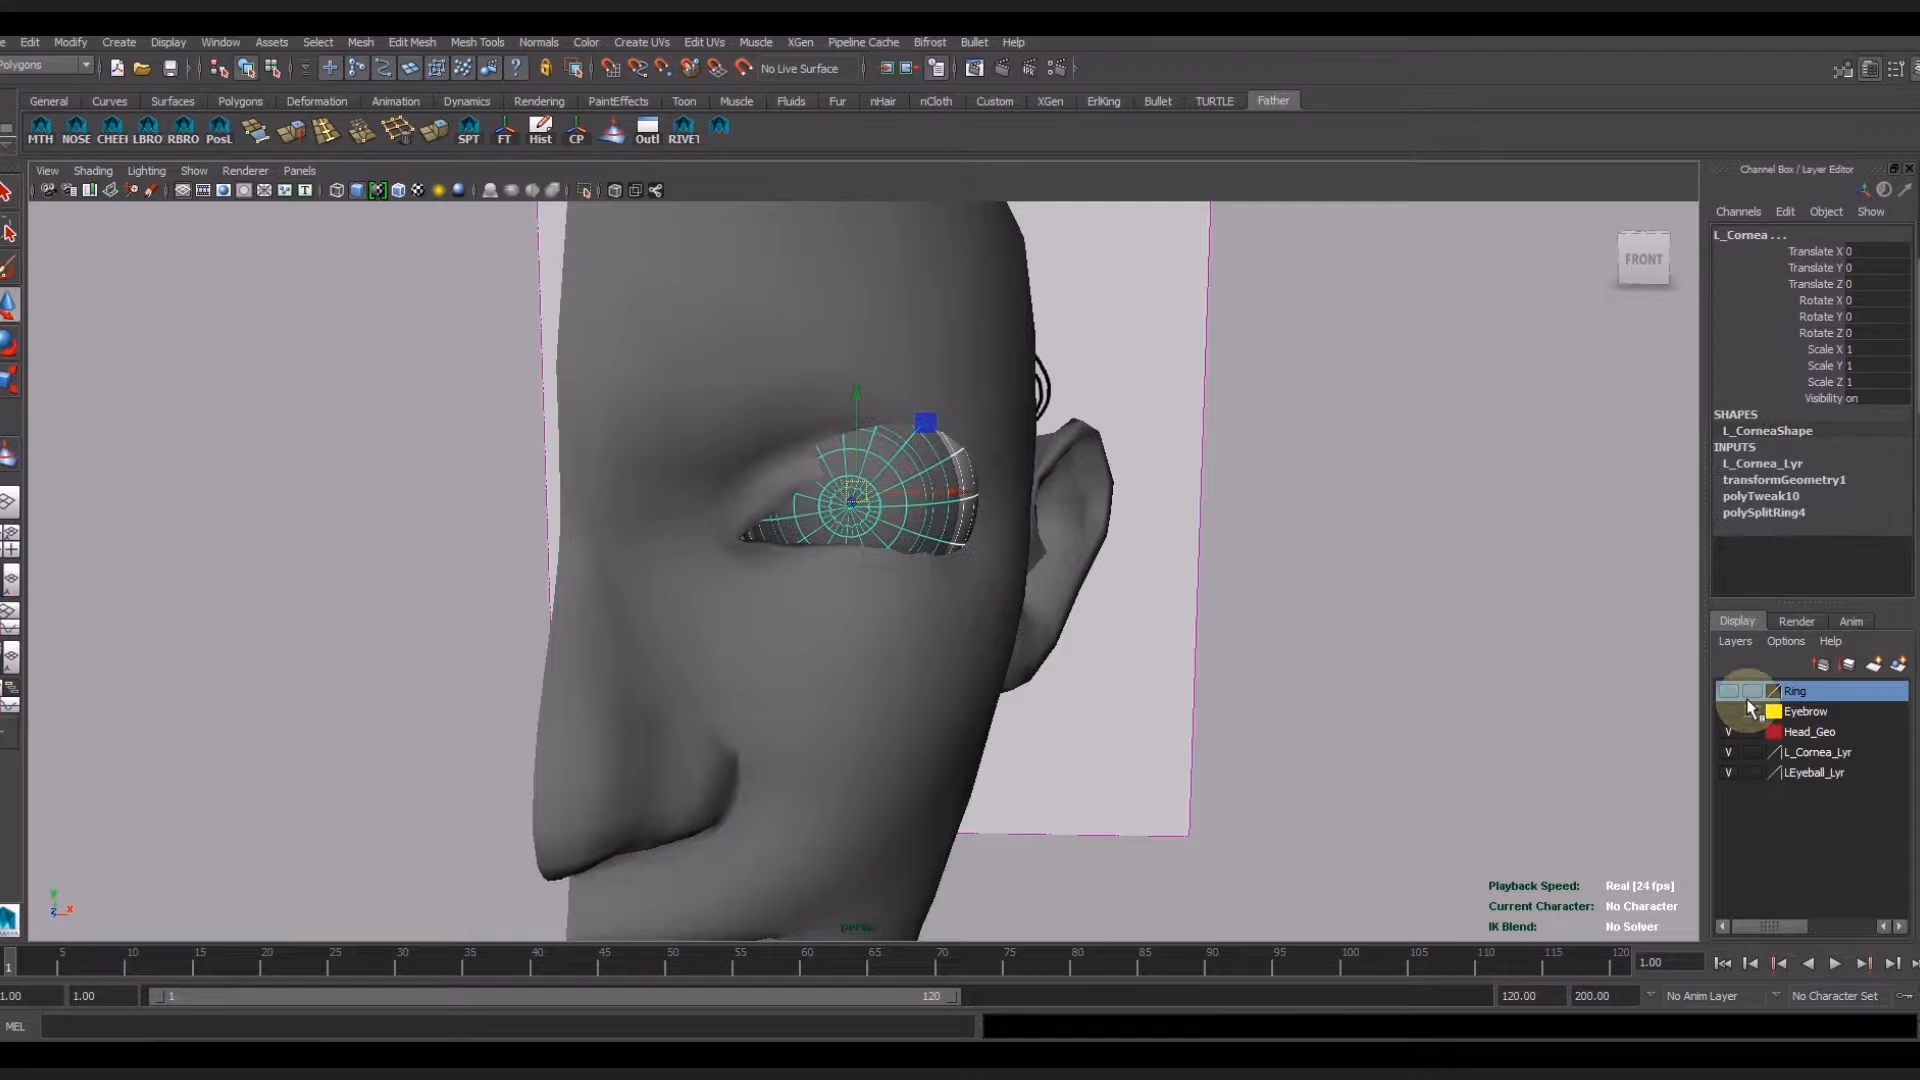 Edit Modify Create Display Window Assets Select Mesh Edit Mesh Mesh Tools Normals Color Create UVs Edit UVs Muscle XGen Pipeline Cache Bifrost Bullet Help
Polygons
No Live Surface
General Curves Surfaces Polygons Deformation Animation Dynamics Rendering PaintEffects Toon Muscle Fluids Fur nHair nCloth Custom XGen ErlKing Bullet TURTLE Father
MTH NOSE CHEEI LBRO RBRO PosL SPT FT Hist CP Outl RIVET
View Shading Lighting Show Renderer Panels
Channel Box / Layer Editor
Channels Edit Object Show
L_Cornea ...
Translate X 0
Translate Y 0
Translate Z 0
Rotate X 0
Rotate Y 0
Rotate Z 0
Scale X 1
Scale Y 1
Scale Z 1
Visibility on
SHAPES
L_CorneaShape
INPUTS
L_Cornea_Lyr
transformGeometry1
polyTweak10
polySplitRing4
FRONT
Display Render Anim
Layers Options Help
Ring
Eyebrow
V Head_Geo
V L_Cornea_Lyr
V LEyeball_Lyr
Playback Speed: Real [24 fps]
Current Character: No Character
IK Blend: No Solver
persp
y
z x
5 10 15 20 25 30 35 40 45 50 55 60 65 70 75 80 85 90 95 100 105 110 115 120
1 1.00
1.00 1.00 1 120 120.00 200.00 No Anim Layer No Character Set
MEL